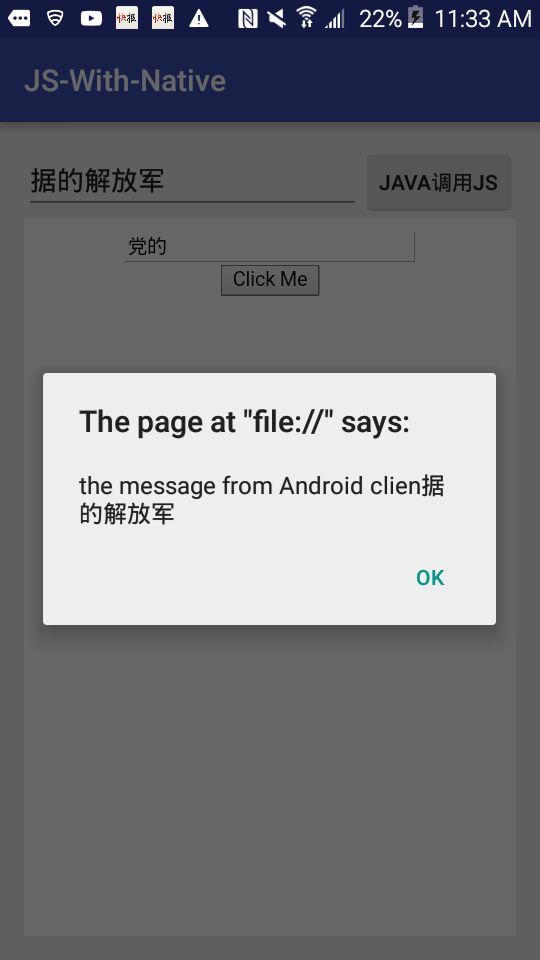 22% 11:33 AM
JS-With-Native
据的解放军 JAVA调用JS
党的
Click Me
The page at "file://" says:
the message from Android clien据
的解放军
OK